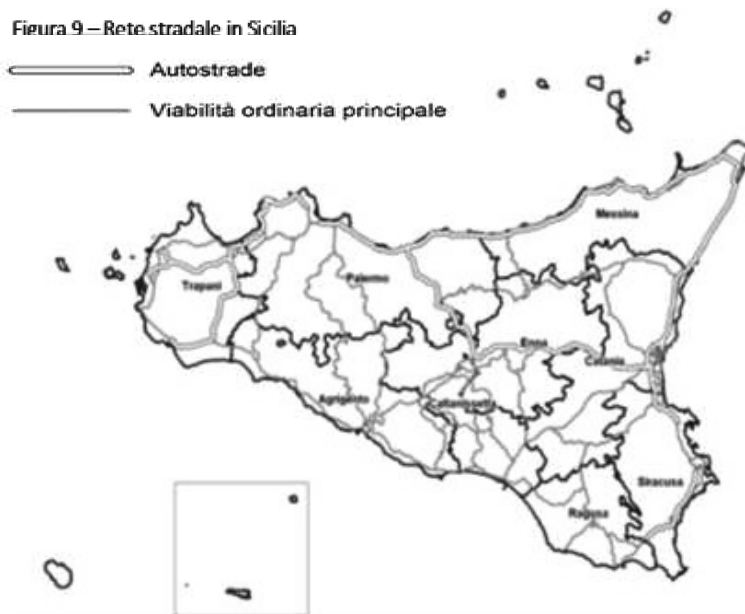 Figura 9 – Rete stradale in Sicilia
Autostrade
Viabilità ordinaria principale
Messina
Trapani
Palermo
Enna
Catania
Agrigento
Caltanissetta
Siracusa
Ragusa